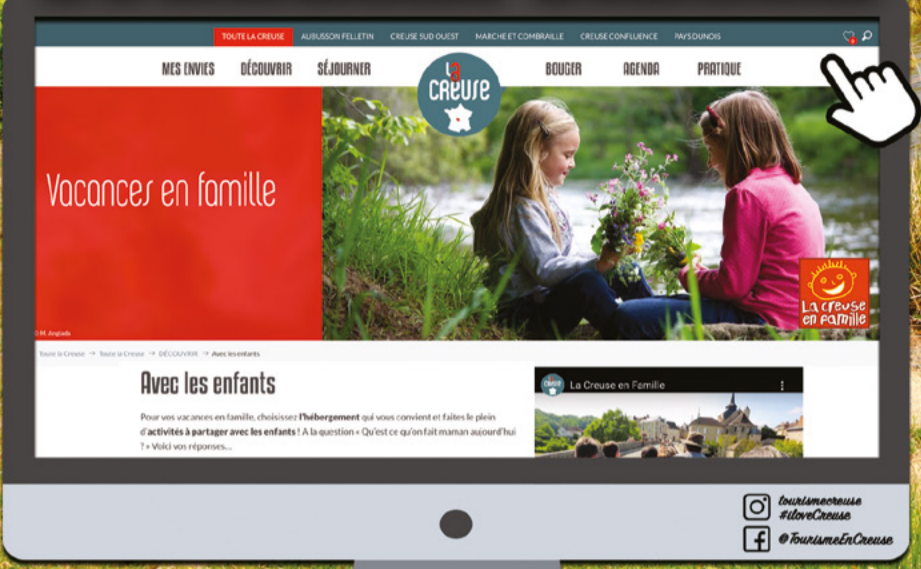 TOUTE LA CREUSE AUBUSSON FELLETIN CREUSE SUD OUEST MARCHE ET COMBRAILLE CREUSE CONFLUENCE PAYS DUNOIS
MES ENVIES DÉCOUVRIR SÉJOURNER La CREUSE BOUGER AGENDA PRATIQUE
Vacances en famille
La creuse
en famille
© M. Anglada
Toute la Creuse → Toute la Creuse → DÉCOUVRIR → Avec les enfants
Avec les enfants
La Creuse en Famille
Pour vos vacances en famille, choisissez l'hébergement qui vous convient et faites le plein
d'activités à partager avec les enfants ! A la question « Qu'est ce qu'on fait maman aujourd'hui
? » Voici vos réponses...
tourismecreuse
#iloveCreuse
@TourismeEnCreuse